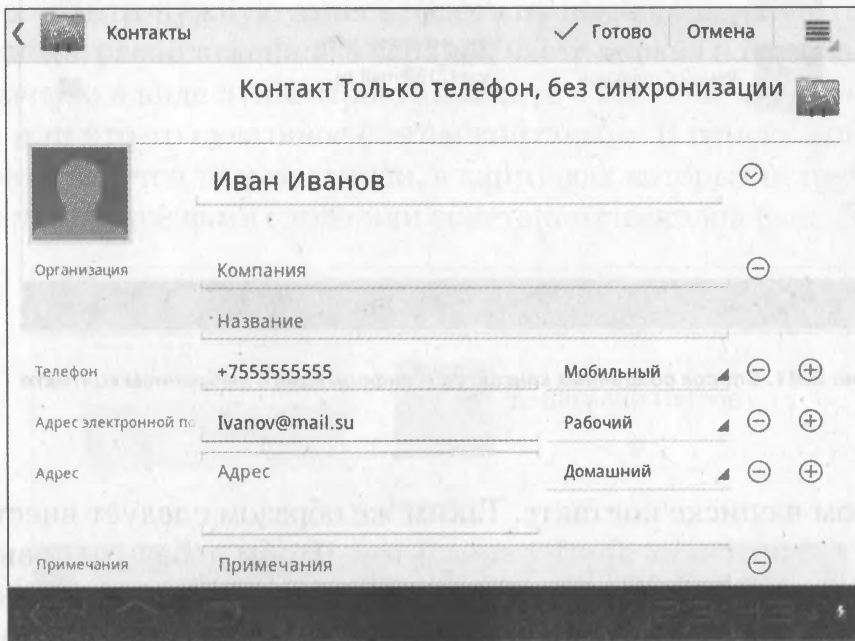 Контакты Готово Отмена
Контакт Только телефон, без синхронизации
Иван Иванов
Организация Компания
Название
Телефон +7555555555 Мобильный
Адрес электронной по Ivanov@mail.su Рабочий
Адрес Адрес Домашний
Примечания Примечания